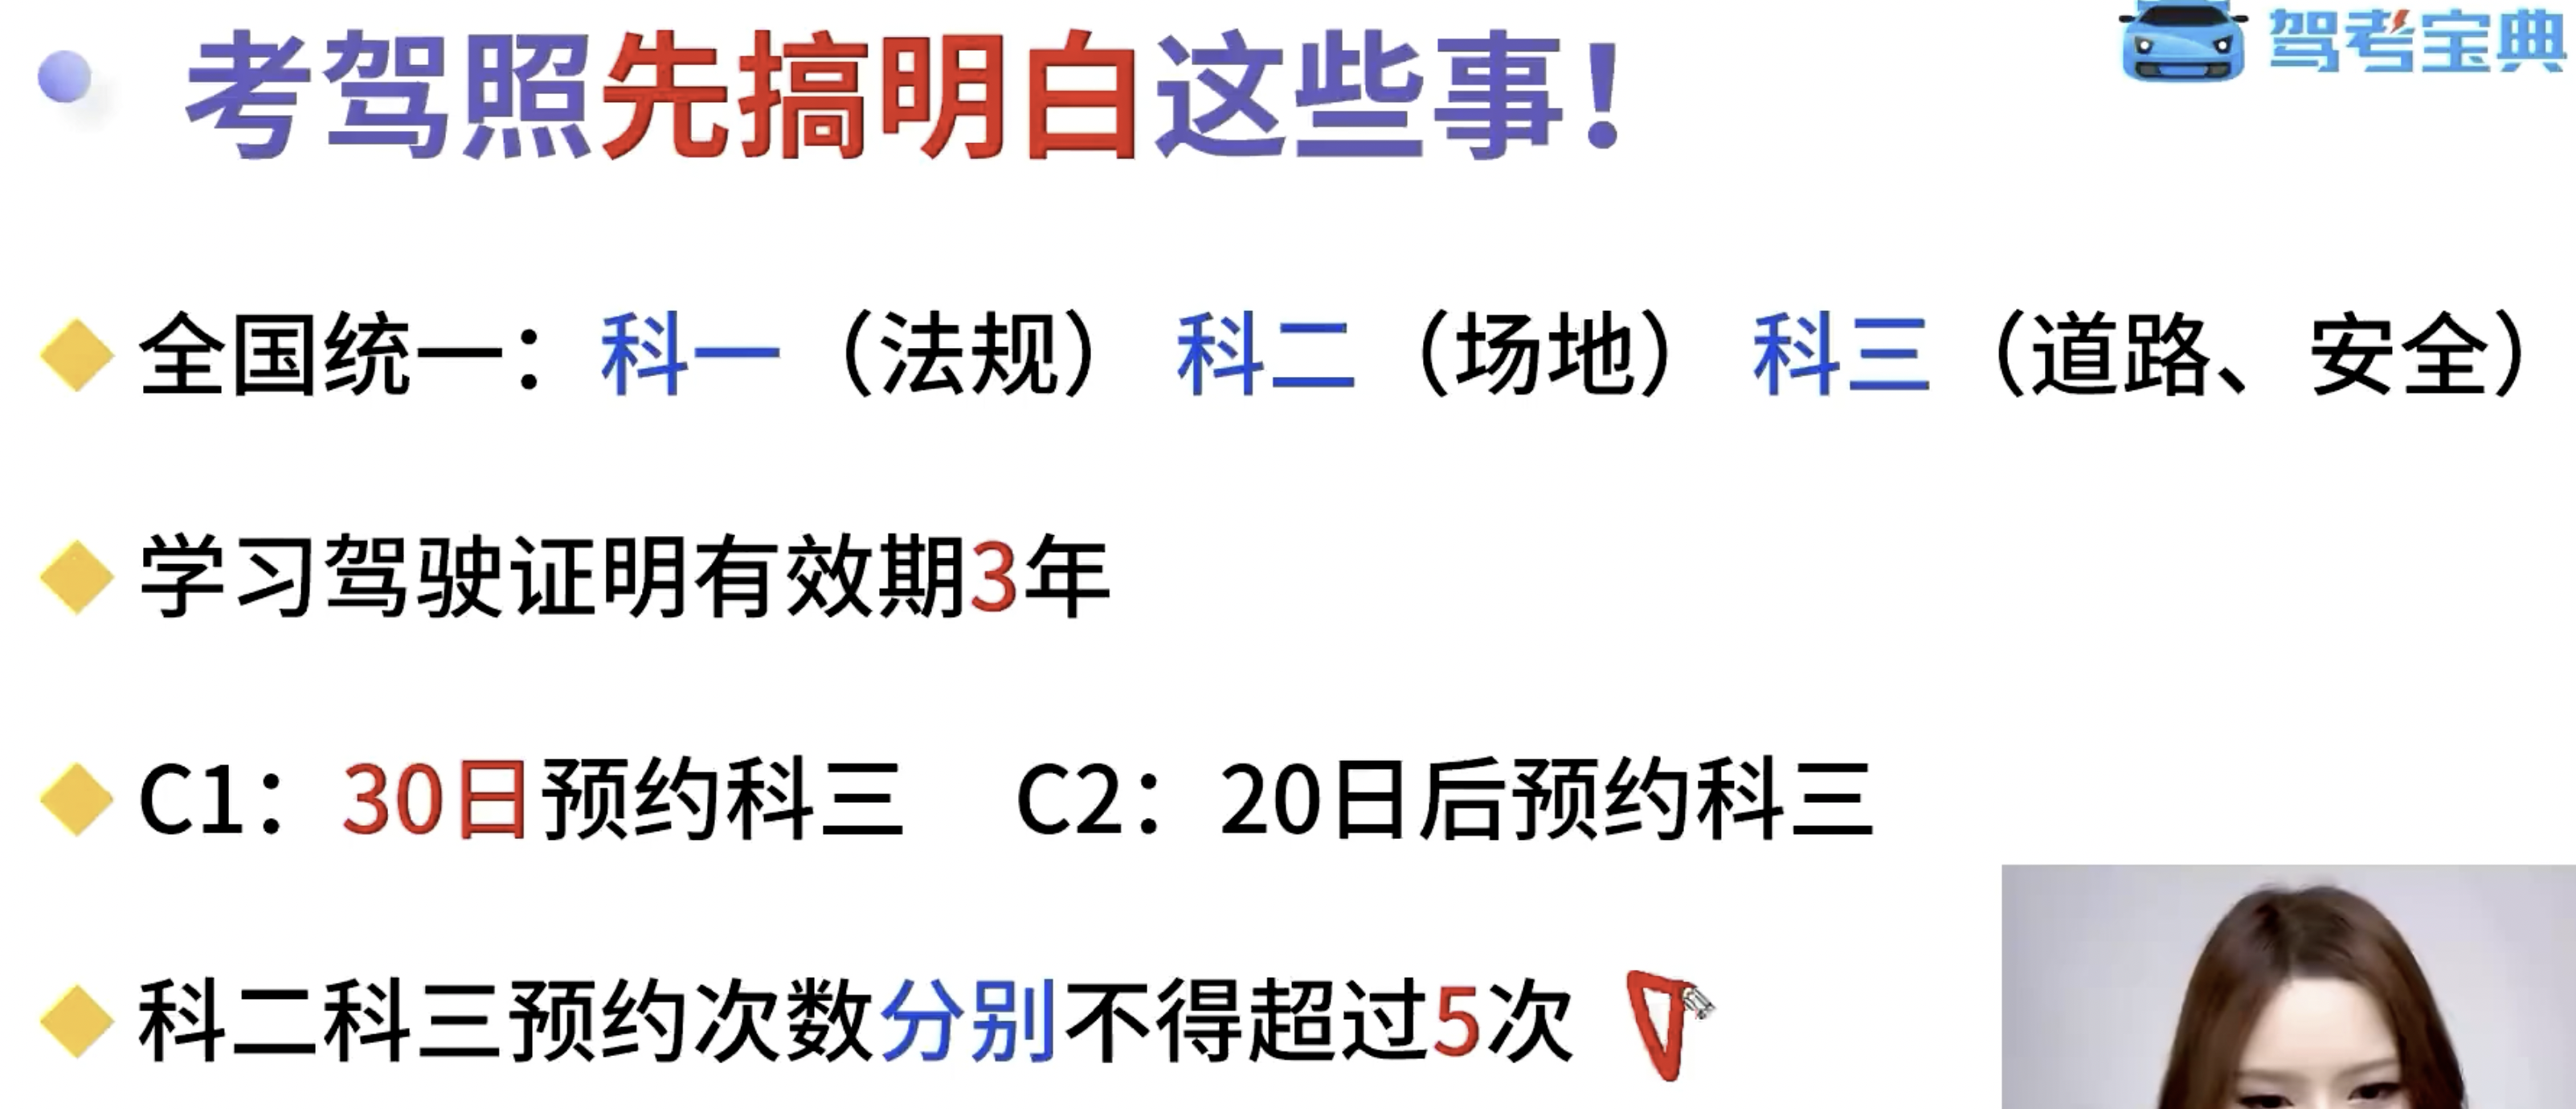 考驾照先搞明白这些事！
驾考宝典
全国统一：科一（法规） 科二（场地） 科三（道路、安全）
学习驾驶证明有效期3年
C1：30日预约科三 C2：20日后预约科三
科二科三预约次数分别不得超过5次